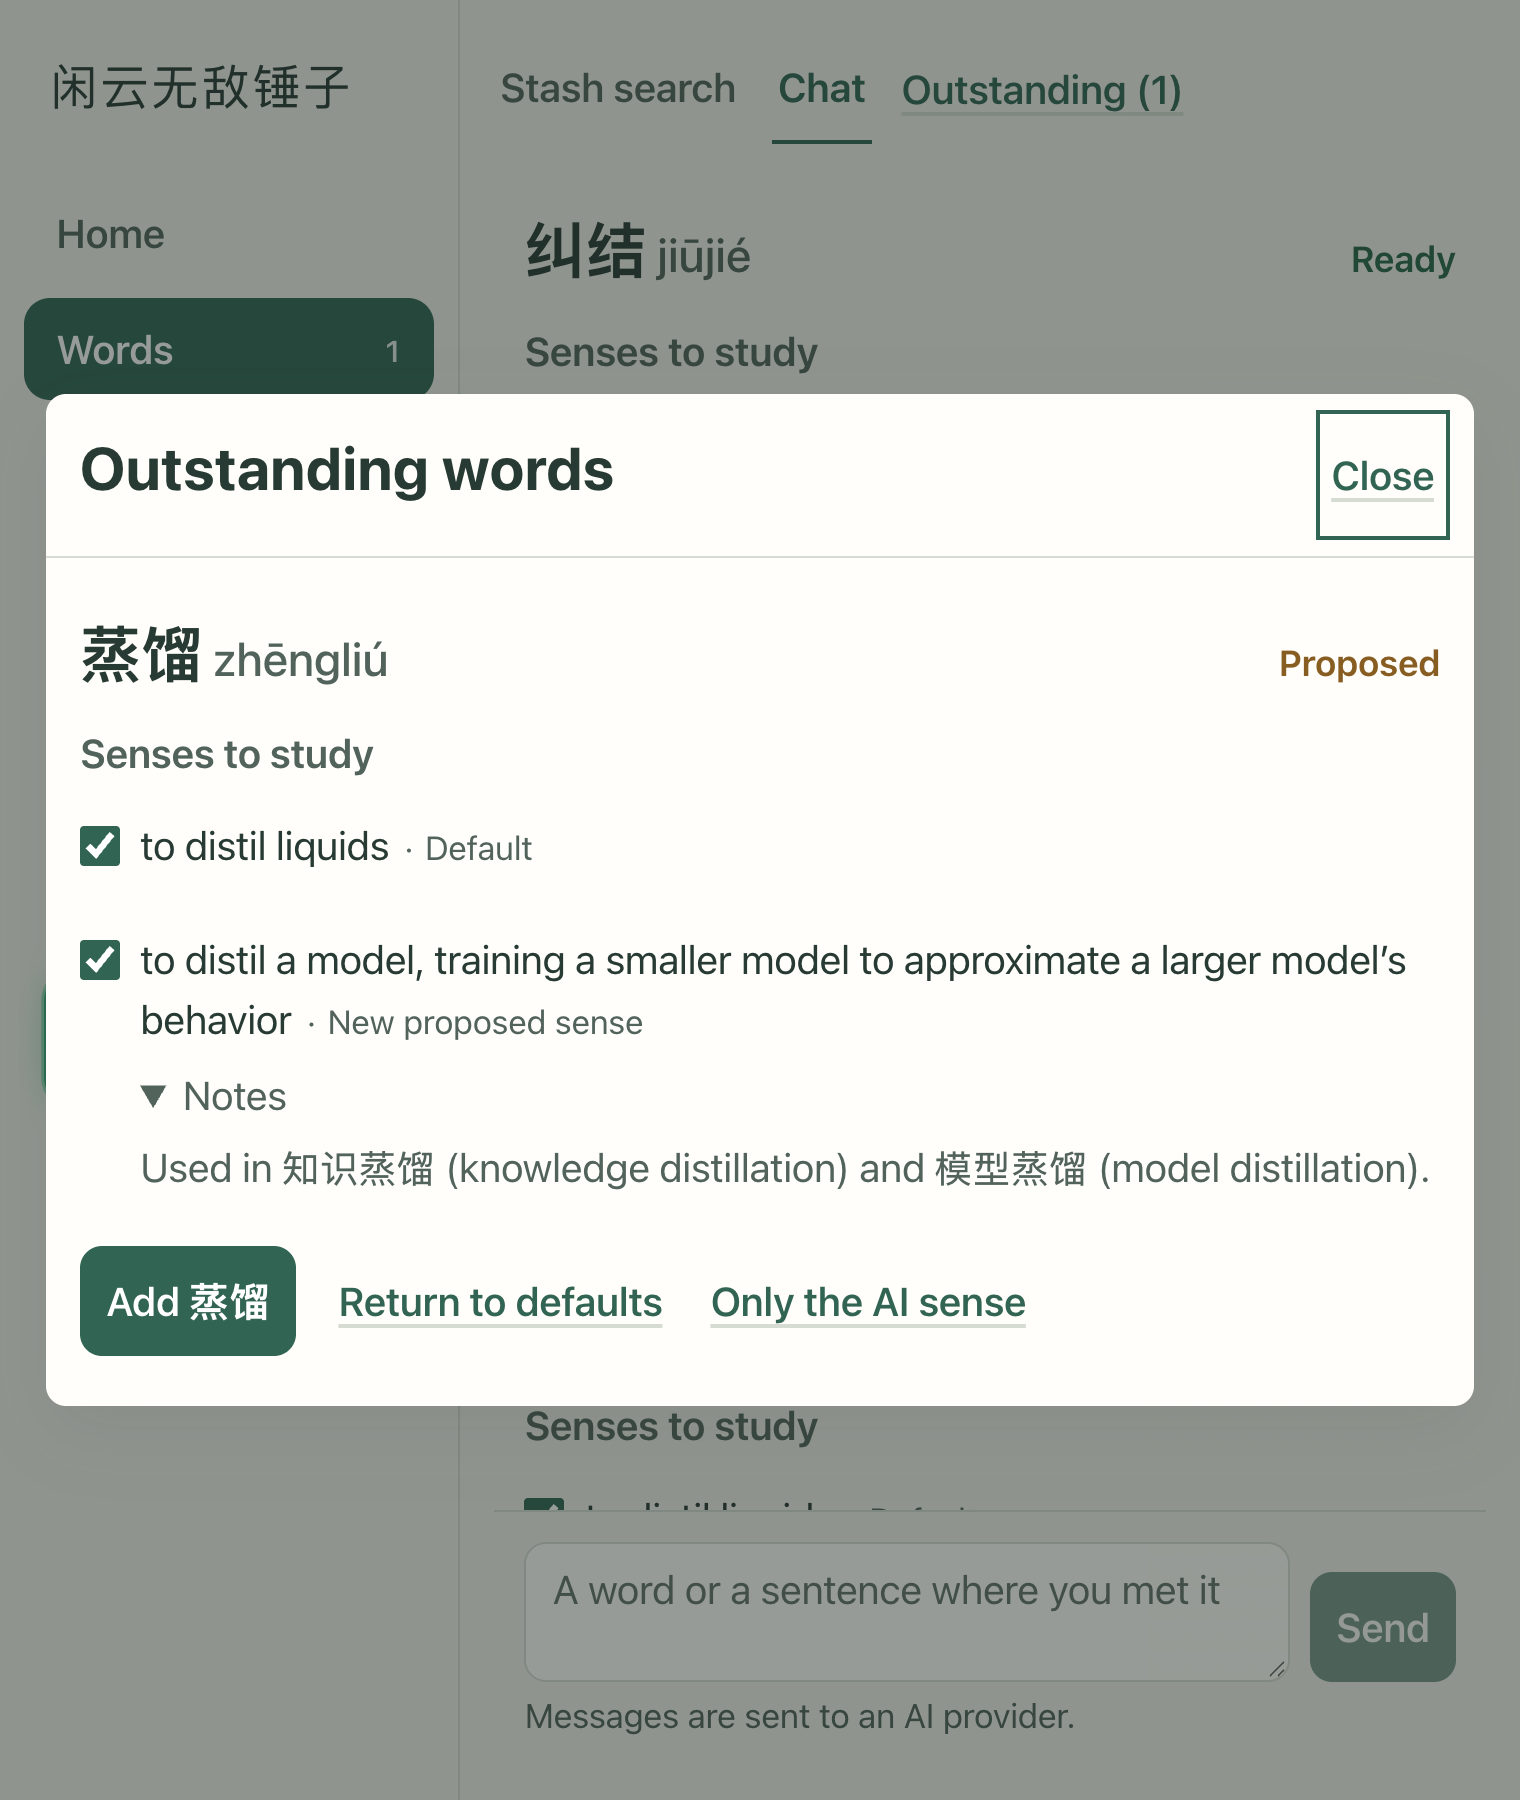 闲云无敌锤子
Stash search Chat Outstanding (1)
Home
Words 1
纠结 jiūjié Ready
Senses to study
Outstanding words Close
蒸馏 zhēngliú Proposed
Senses to study
to distil liquids · Default
to distil a model, training a smaller model to approximate a larger model’s
behavior · New proposed sense
▼ Notes
Used in 知识蒸馏 (knowledge distillation) and 模型蒸馏 (model distillation).
Add 蒸馏 Return to defaults Only the AI sense
Senses to study
A word or a sentence where you met it
Send
Messages are sent to an AI provider.